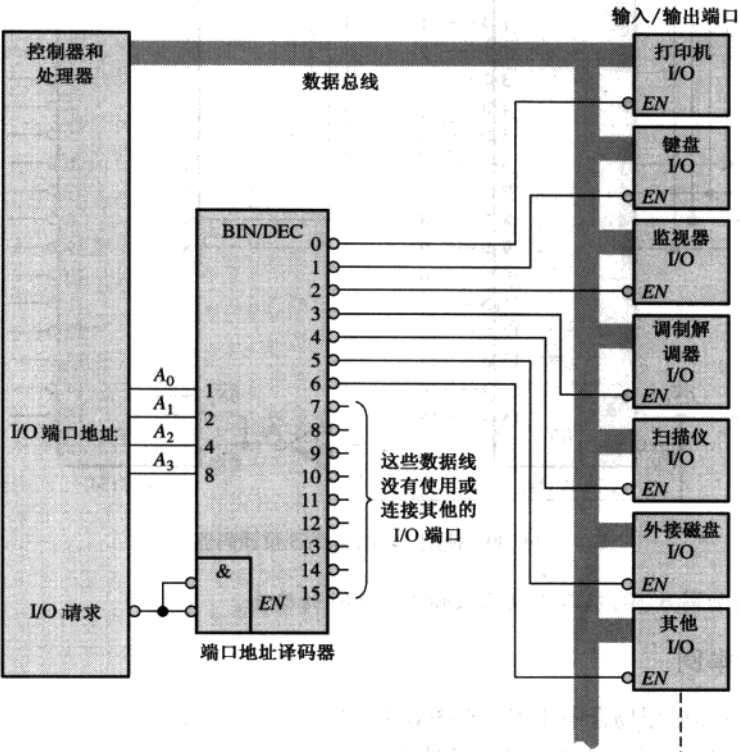 输入/输出端口
控制器和
处理器
数据总线
打印机
I/O
EN
键盘
I/O
EN
监视器
I/O
EN
调制解
调器
I/O
EN
扫描仪
I/O
EN
外接磁盘
I/O
EN
其他
I/O
EN
BIN/DEC
0
1
2
3
4
5
6
7
8
9
10
11
12
13
14
15
A0
A1
A2
A3
1
2
4
8
I/O 端口地址
这些数据线
没有使用或
连接其他的
I/O 端口
&
EN
I/O 请求
端口地址译码器